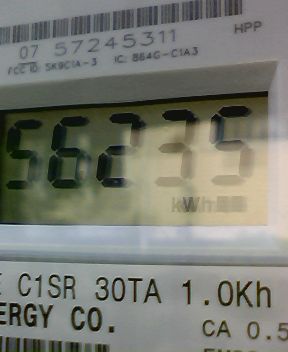 07 57245311 HPP
FCC ID: SK9C1A-3 IC: 864G-C1A3
56235
kWh
C1SR 30TA 1.0Kh
ERGY CO.
CA 0.5